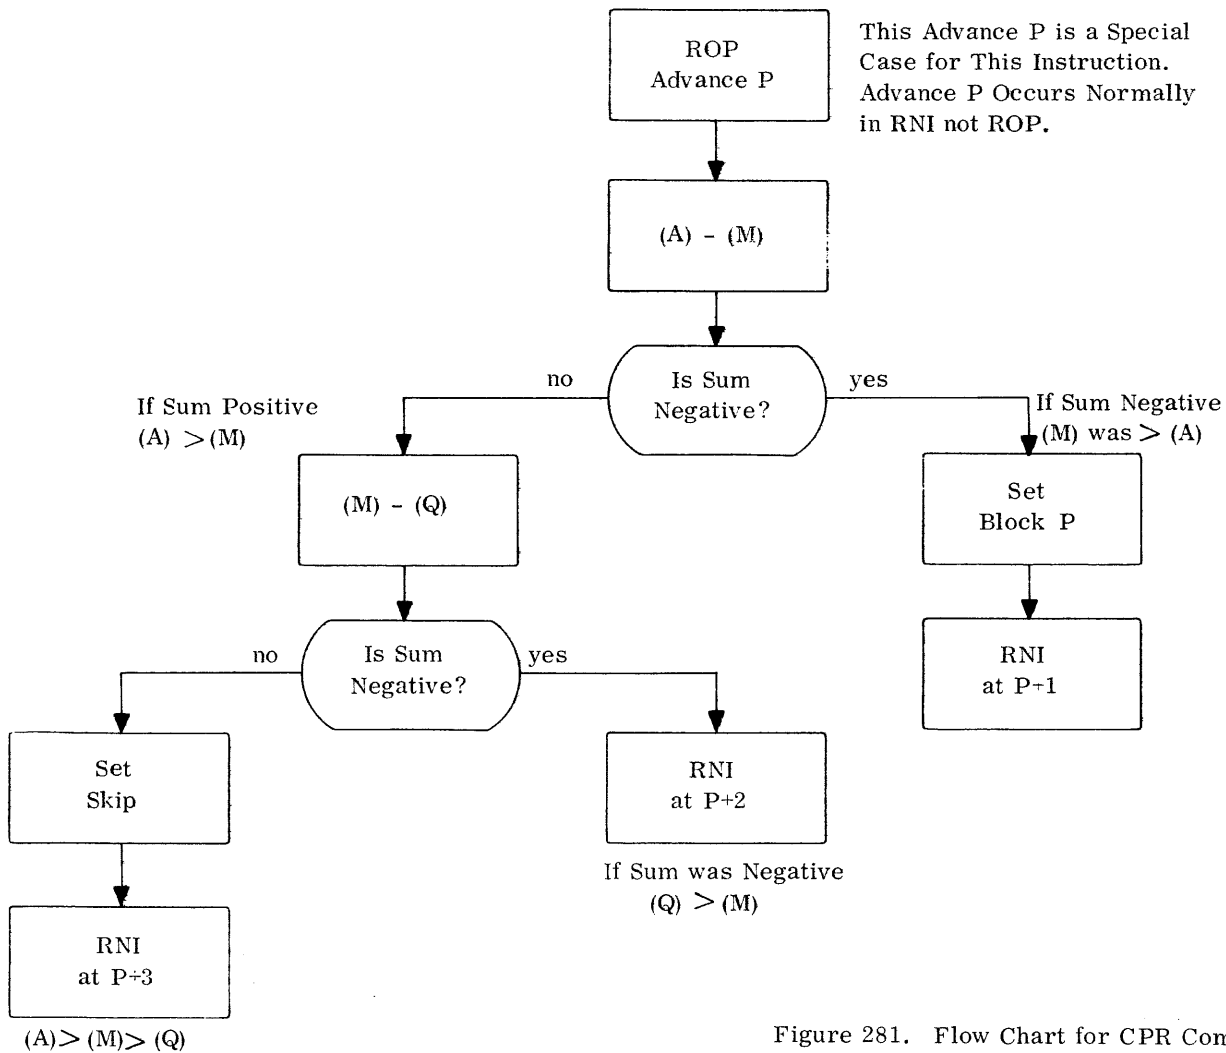 ROP
Advance P
This Advance P is a Special
Case for This Instruction.
Advance P Occurs Normally
in RNI not ROP.
(A) - (M)
Is Sum
Negative?
no
yes
If Sum Positive
(A) > (M)
If Sum Negative
(M) was > (A)
(M) - (Q)
Set
Block P
Is Sum
Negative?
no
yes
RNI
at P+1
Set
Skip
RNI
at P+2
If Sum was Negative
(Q) > (M)
RNI
at P+3
(A) > (M) > (Q)
Figure 281. Flow Chart for CPR